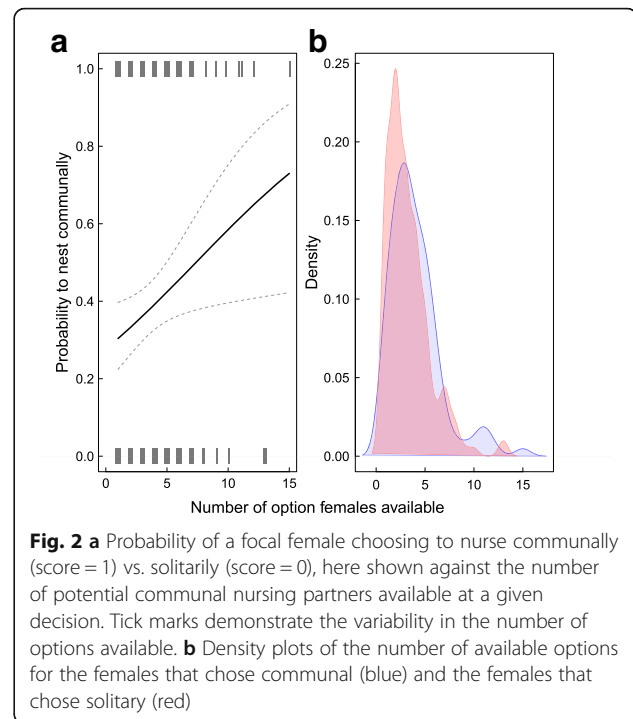 a
b
1.0
0.8
0.6
0.4
0.2
0.0
Probability to nest communally
0
5
10
15
0.25
0.20
0.15
0.10
0.05
0.00
Density
0
5
10
15
Number of option females available
Fig. 2 a Probability of a focal female choosing to nurse communally
(score = 1) vs. solitarily (score = 0), here shown against the number
of potential communal nursing partners available at a given
decision. Tick marks demonstrate the variability in the number of
options available. b Density plots of the number of available options
for the females that chose communal (blue) and the females that
chose solitary (red)